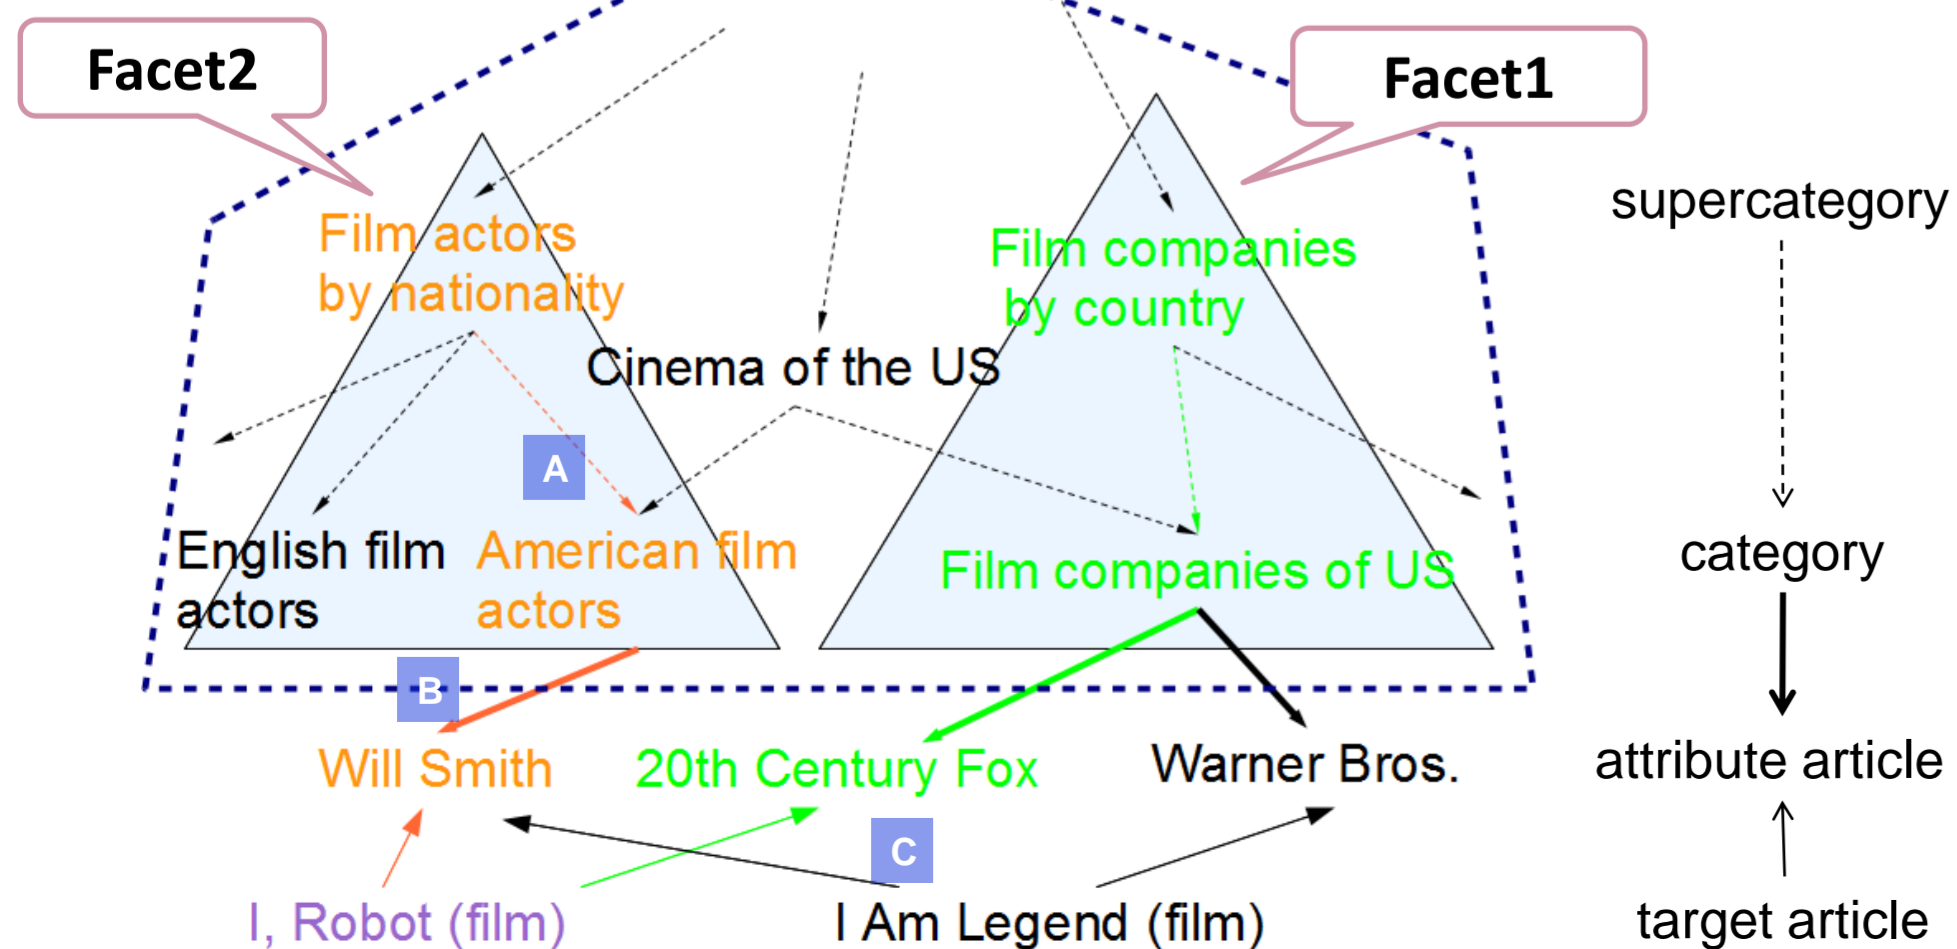 Facet2
Facet1
supercategory
Film actors
by nationality
Film companies
by country
Cinema of the US
A
English film
actors
American film
actors
Film companies of US
category
B
Will Smith
20th Century Fox
Warner Bros.
attribute article
C
I, Robot (film)
I Am Legend (film)
target article